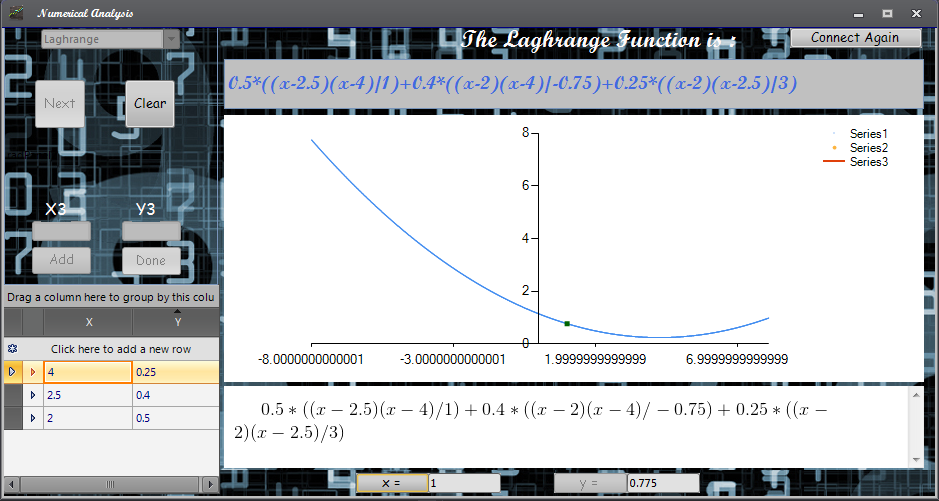 Numerical Analysis
Laghrange
The Laghrange Function is :
Connect Again
0.5*((x-2.5)(x-4)/1)+0.4*((x-2)(x-4)/-0.75)+0.25*((x-2)(x-2.5)/3)
Next
Clear
X3
Y3
Add
Done
8
6
4
2
0
-8.0000000000001
-3.0000000000001
1.9999999999999
6.9999999999999
Series1
Series2
Series3
Drag a column here to group by this colu
X
Y
Click here to add a new row
4 0.25
2.5 0.4
2 0.5
0.5 ∗ ((x − 2.5)(x − 4)/1) + 0.4 ∗ ((x − 2)(x − 4)/ − 0.75) + 0.25 ∗ ((x −
2)(x − 2.5)/3)
x =
1
y =
0.775